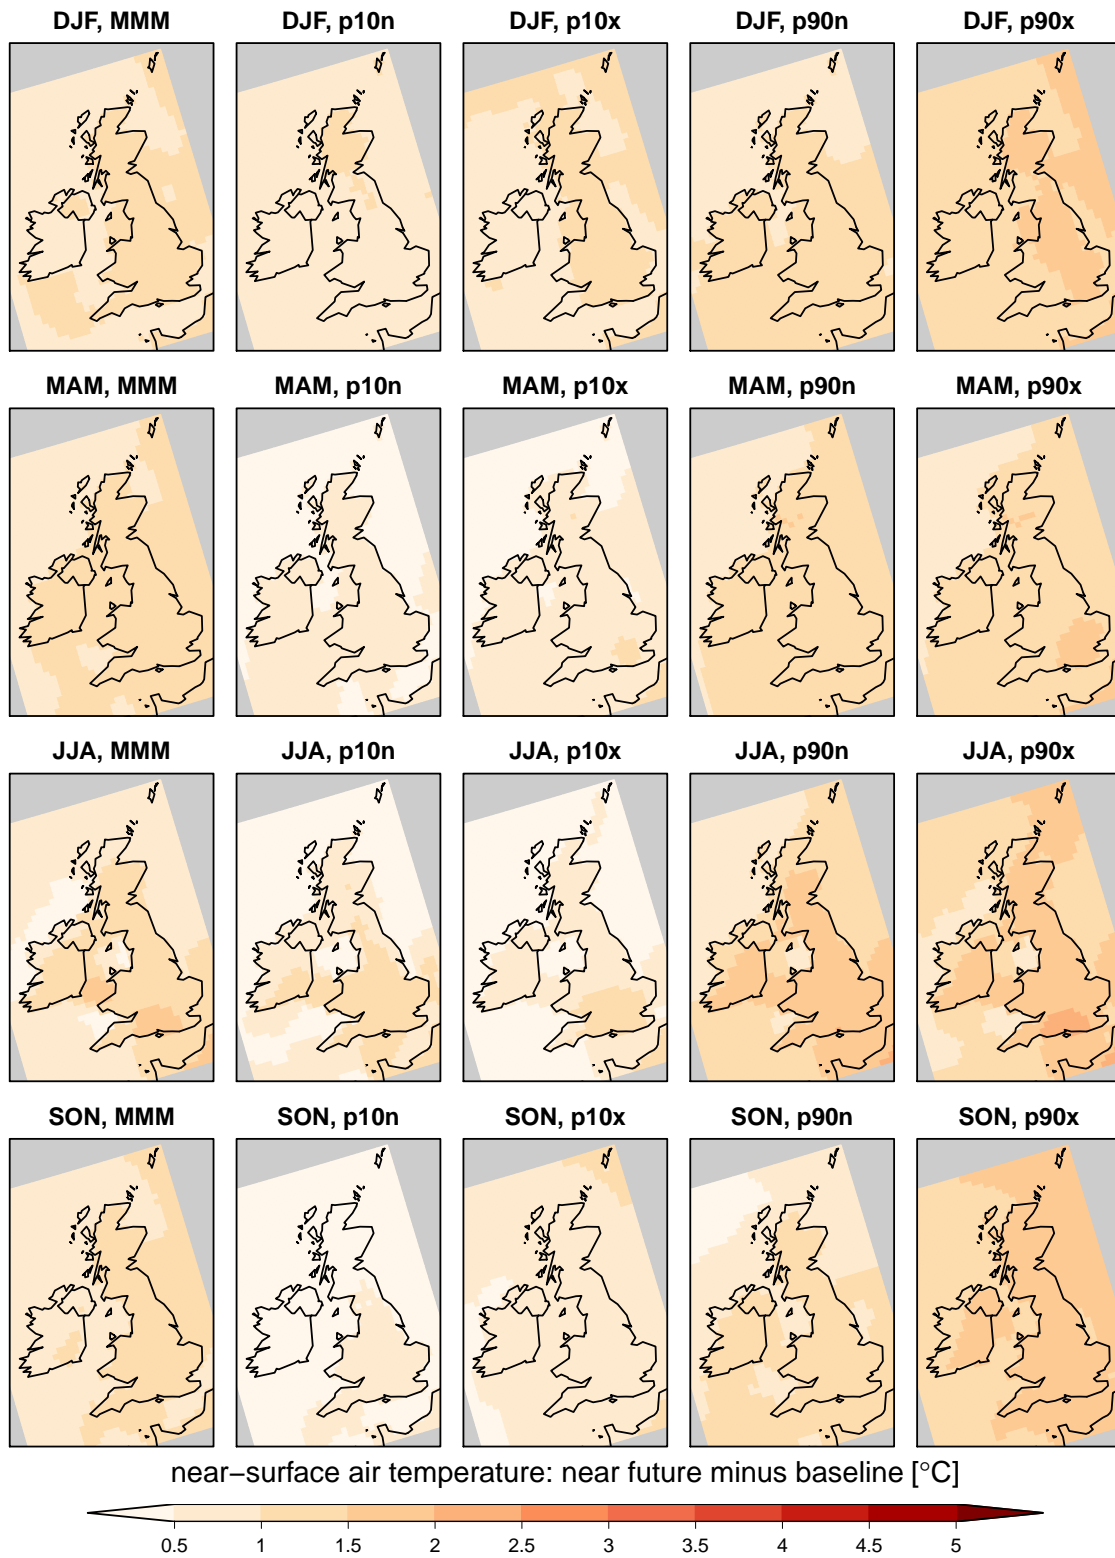 DJF, MMM DJF, p10n DJF, p10x DJF, p90n DJF, p90x
MAM, MMM MAM, p10n MAM, p10x MAM, p90n MAM, p90x
JJA, MMM JJA, p10n JJA, p10x JJA, p90n JJA, p90x
SON, MMM SON, p10n SON, p10x SON, p90n SON, p90x
near−surface air temperature: near future minus baseline [°C]
0.5 1 1.5 2 2.5 3 3.5 4 4.5 5